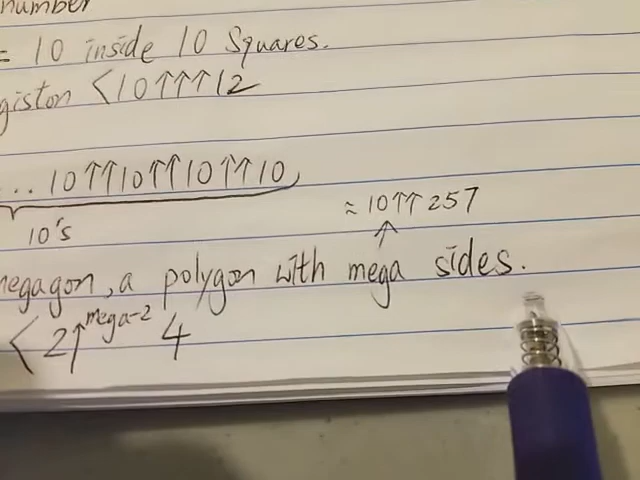 number
= 10 inside 10 Squares.
giston < 10↑↑↑12
... 10↑↑10↑↑10↑↑10,
10's
≈ 10↑↑257
↑
megagon, a polygon with mega sides.
< 2↑^mega-2 4